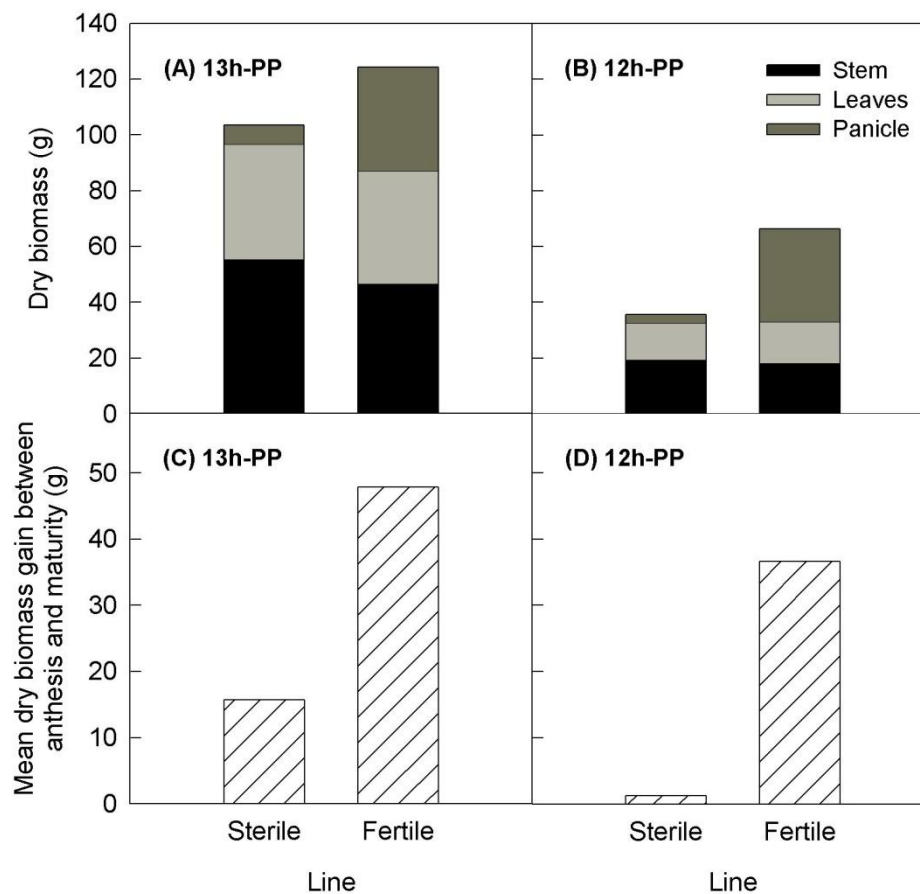 (A) 13h-PP
(B) 12h-PP
Stem
Leaves
Panicle
Dry biomass (g)
140
120
100
80
60
40
20
0
(C) 13h-PP
(D) 12h-PP
Mean dry biomass gain between
anthesis and maturity (g)
50
40
30
20
10
0
Sterile
Fertile
Sterile
Fertile
Line
Line